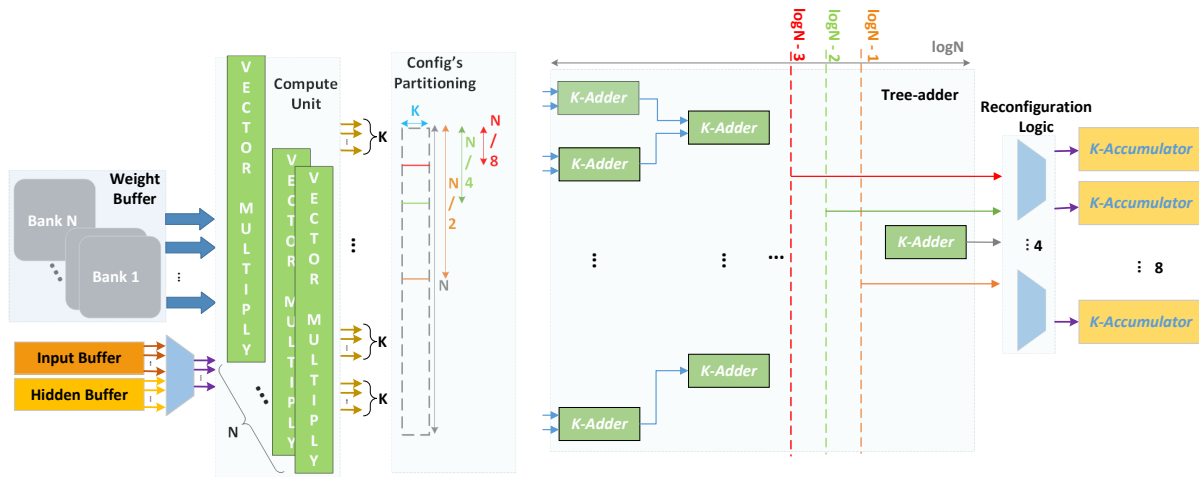 Weight
Buffer
Bank N
Bank 1
⋮
Input Buffer
Hidden Buffer
VECTOR MULTIPLY
Compute
Unit
VECTOR MULTIPLY
VECTOR MULTIPLY
N
K
K
K
...
Config's
Partitioning
K
N/8
N/4
N/2
N
logN - 3
logN - 2
logN - 1
logN
Tree-adder
K-Adder
K-Adder
K-Adder
K-Adder
K-Adder
K-Adder
...
Reconfiguration
Logic
⋮ 4
K-Accumulator
K-Accumulator
⋮ 8
K-Accumulator